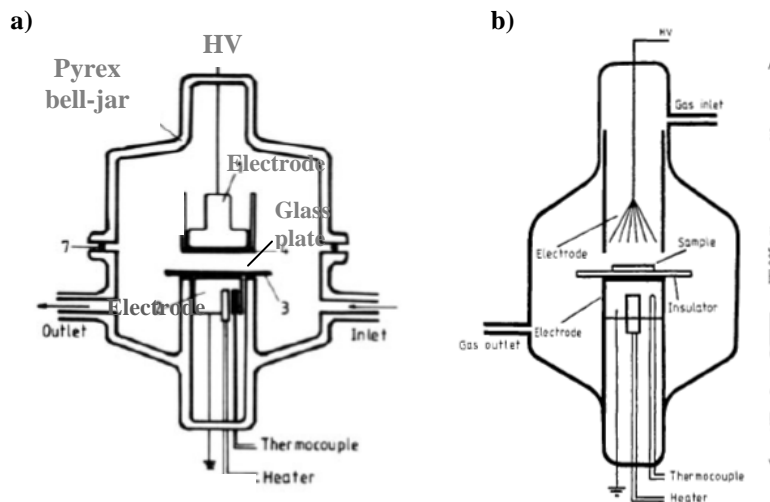 a)
HV
Pyrex
bell-jar
Electrode
Glass
plate
7
Electrode
3
Outlet
Inlet
Thermocouple
Heater
b)
HV
Gas inlet
Electrode
Sample
Insulator
Electrode
Gas outlet
Thermocouple
Heater